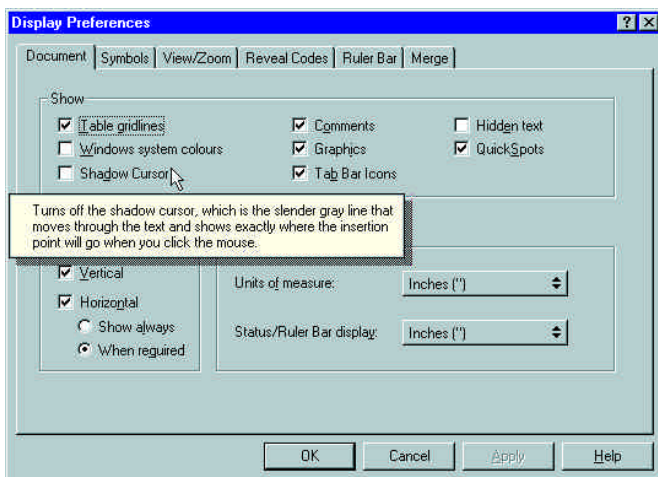 Display Preferences
Document Symbols View/Zoom Reveal Codes Ruler Bar Merge
Show
Table gridlines Comments Hidden text
Windows system colours Graphics QuickSpots
Shadow Cursor Tab Bar Icons
Turns off the shadow cursor, which is the slender gray line that
moves through the text and shows exactly where the insertion
point will go when you click the mouse.
Vertical
Units of measure: Inches (")
Horizontal
Show always
Status/Ruler Bar display: Inches (")
When required
OK Cancel Apply Help